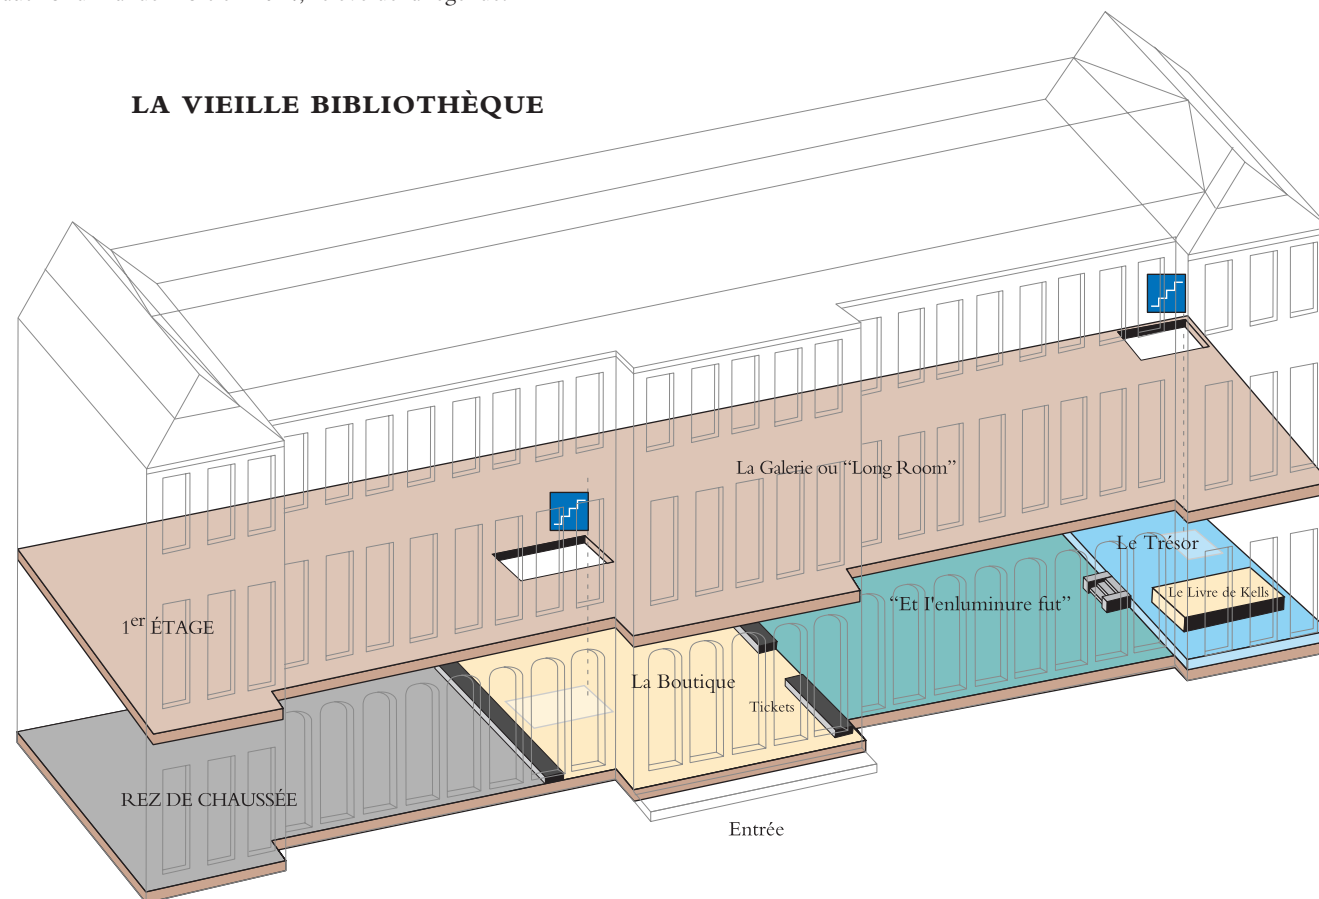 LA VIEILLE BIBLIOTHÈQUE
La Galerie ou “Long Room”
Le Trésor
Le Livre de Kells
“Et I'enluminure fut”
1er ÉTAGE
La Boutique
Tickets
REZ DE CHAUSSÉE
Entrée